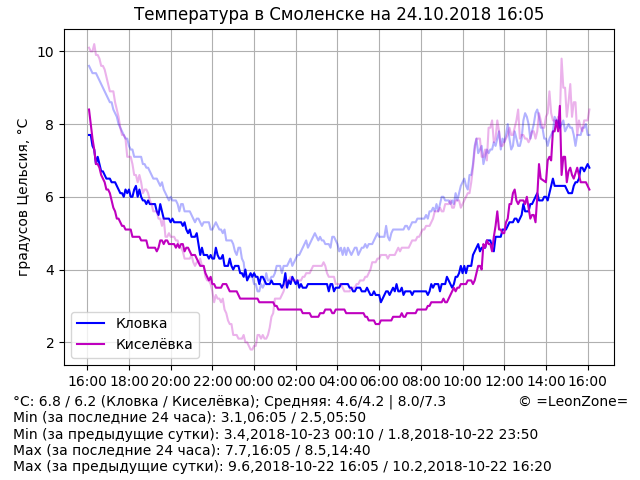 Температура в Смоленске на 24.10.2018 16:05
градусов Цельсия, °C
10
8
6
4
2
Кловка
Киселёвка
16:00 18:00 20:00 22:00 00:00 02:00 04:00 06:00 08:00 10:00 12:00 14:00 16:00
°C: 6.8 / 6.2 (Кловка / Киселёвка); Средняя: 4.6/4.2 | 8.0/7.3 © =LeonZone=
Min (за последние 24 часа): 3.1,06:05 / 2.5,05:50
Min (за предыдущие сутки): 3.4,2018-10-23 00:10 / 1.8,2018-10-22 23:50
Max (за последние 24 часа): 7.7,16:05 / 8.5,14:40
Max (за предыдущие сутки): 9.6,2018-10-22 16:05 / 10.2,2018-10-22 16:20